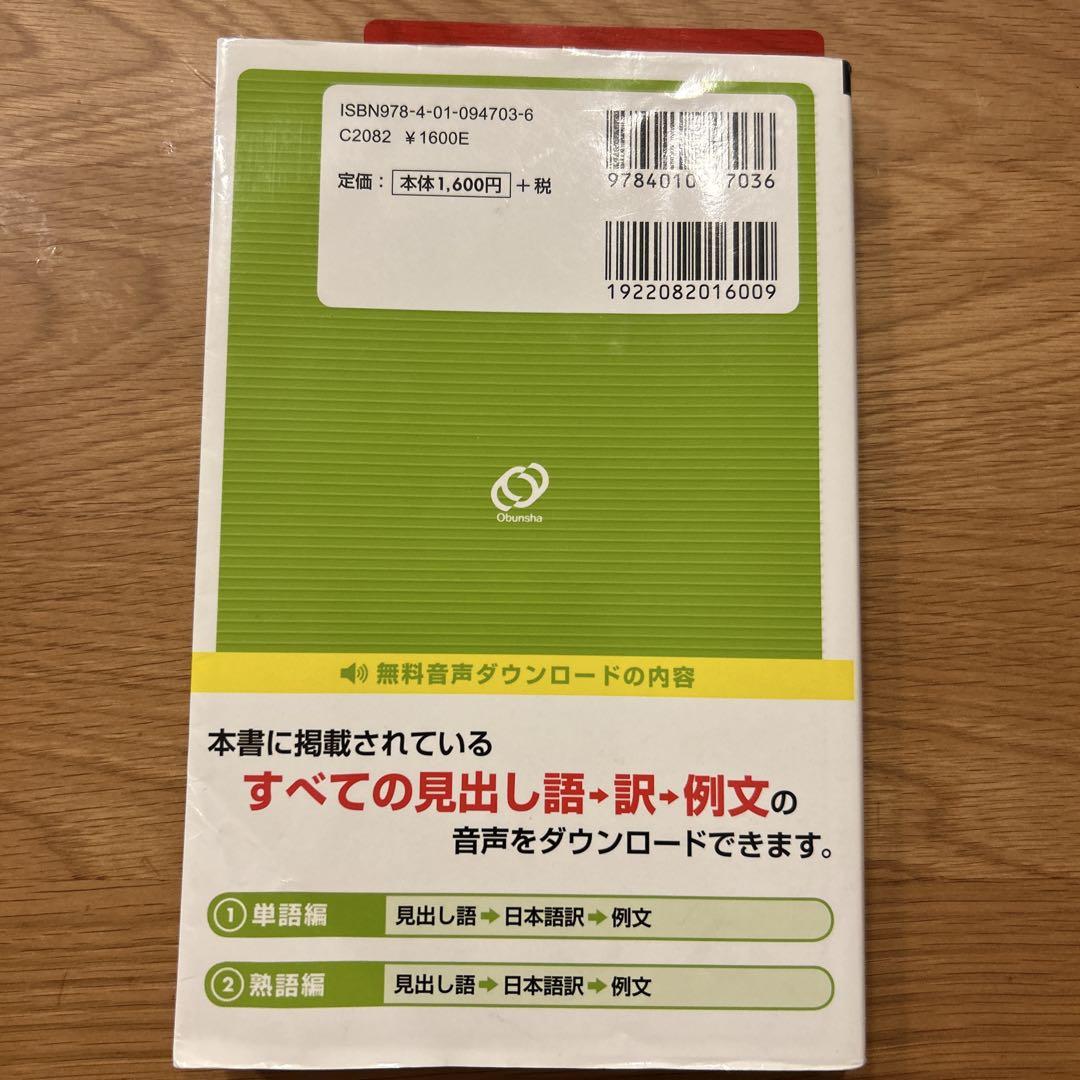 ISBN978-4-01-094703-6
C2082 ¥1600E
定価：本体1,600円＋税
1922082016009
Obunsha
無料音声ダウンロードの内容
本書に掲載されている
すべての見出し語→訳→例文の
音声をダウンロードできます。
①単語編 見出し語→日本語訳→例文
②熟語編 見出し語→日本語訳→例文